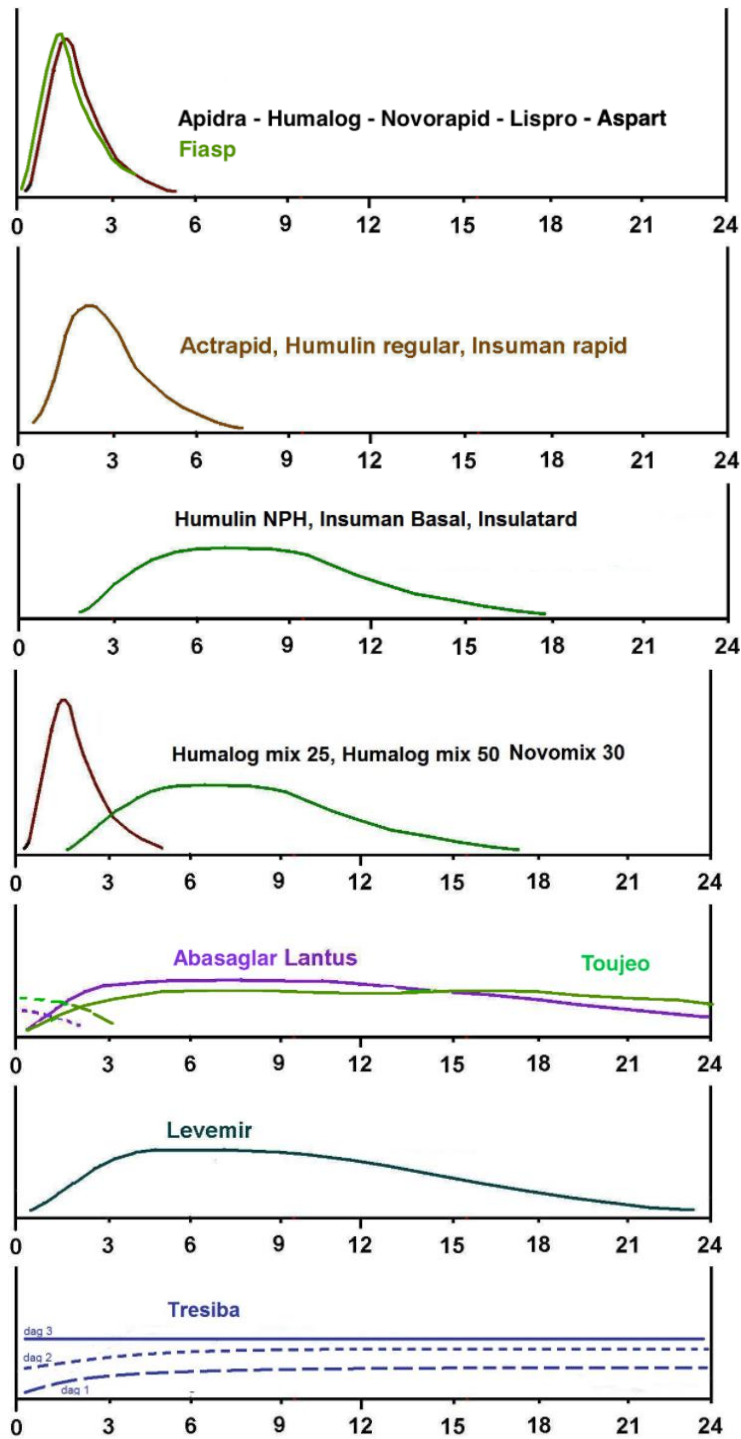 Apidra - Humalog - Novorapid - Lispro - Aspart
Fiasp
0 3 6 9 12 15 18 21 24
Actrapid, Humulin regular, Insuman rapid
0 3 6 9 12 15 18 21 24
Humulin NPH, Insuman Basal, Insulatard
0 3 6 9 12 15 18 21 24
Humalog mix 25, Humalog mix 50 Novomix 30
0 3 6 9 12 15 18 21 24
Abasaglar Lantus Toujeo
0 3 6 9 12 15 18 21 24
Levemir
0 3 6 9 12 15 18 21 24
Tresiba
dag 3
dag 2
dag 1
0 3 6 9 12 15 18 21 24